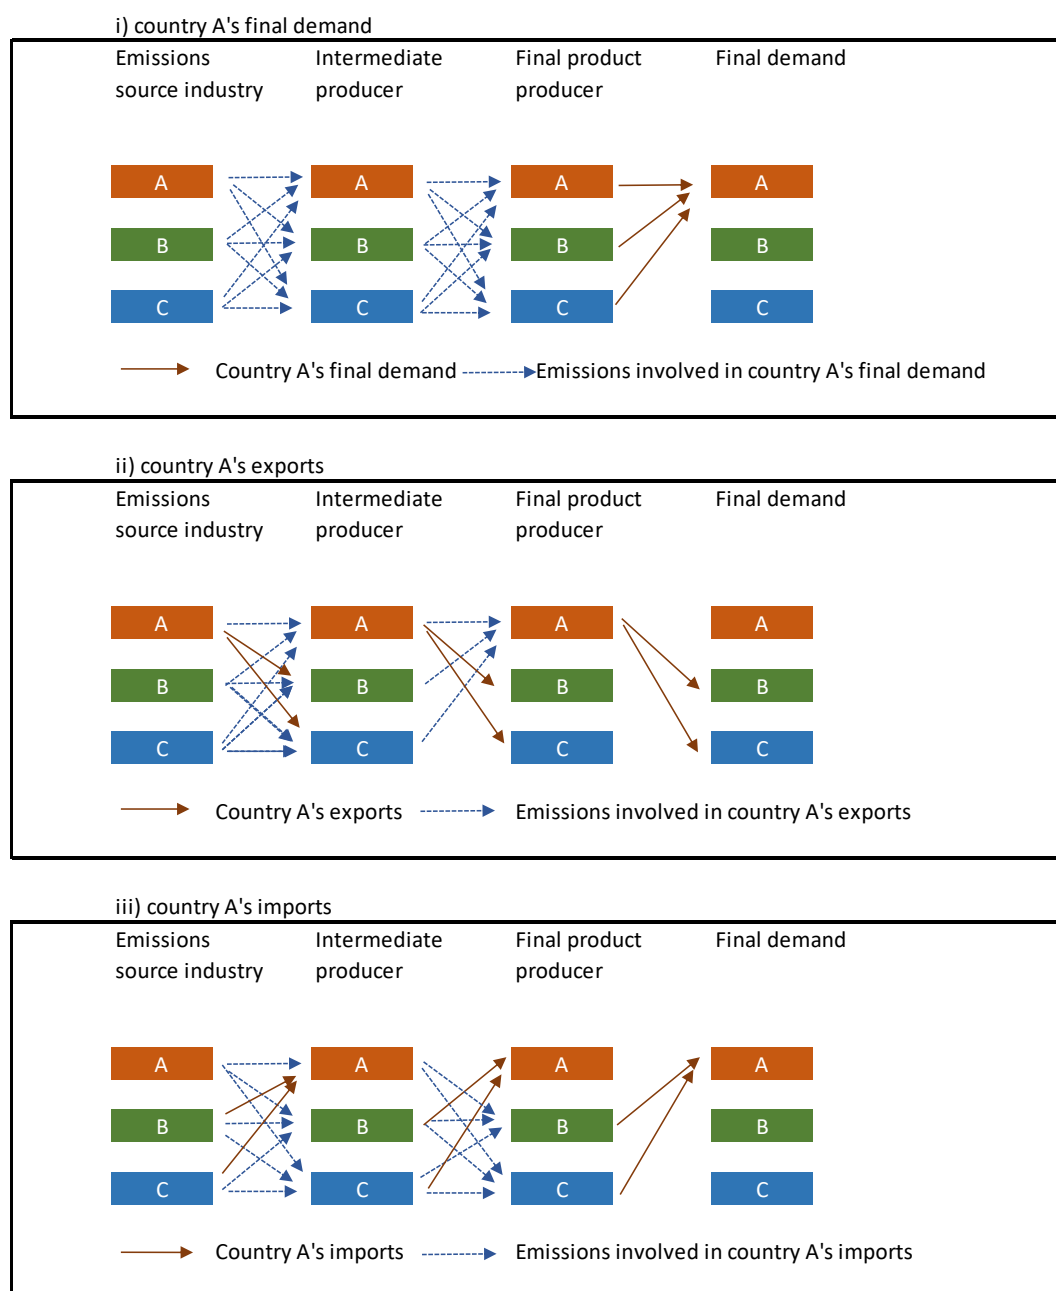 i) country A's final demand
Emissions source industry
Intermediate producer
Final product producer
Final demand
A A A A
B B B B
C C C C
Country A's final demand
Emissions involved in country A's final demand
ii) country A's exports
Emissions source industry
Intermediate producer
Final product producer
Final demand
A A A A
B B B B
C C C C
Country A's exports
Emissions involved in country A's exports
iii) country A's imports
Emissions source industry
Intermediate producer
Final product producer
Final demand
A A A A
B B B B
C C C C
Country A's imports
Emissions involved in country A's imports